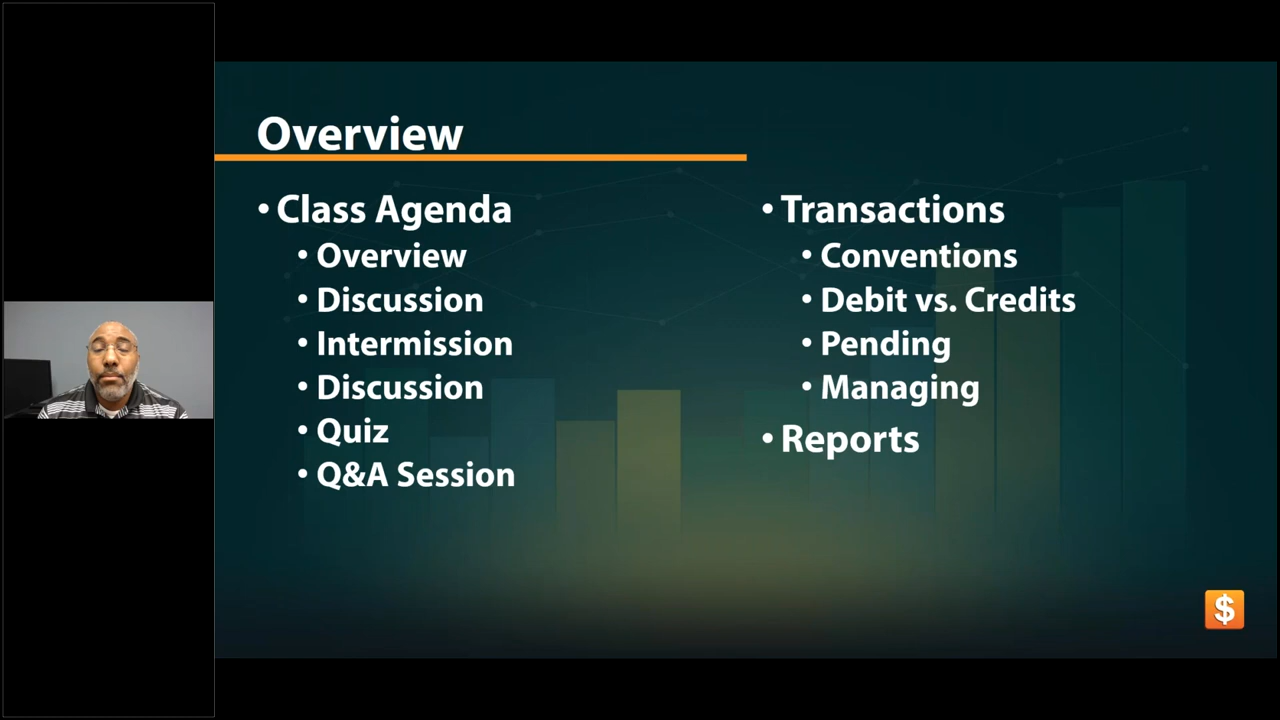 Overview
• Class Agenda
• Overview
• Discussion
• Intermission
• Discussion
• Quiz
• Q&A Session
• Transactions
• Conventions
• Debit vs. Credits
• Pending
• Managing
• Reports
$